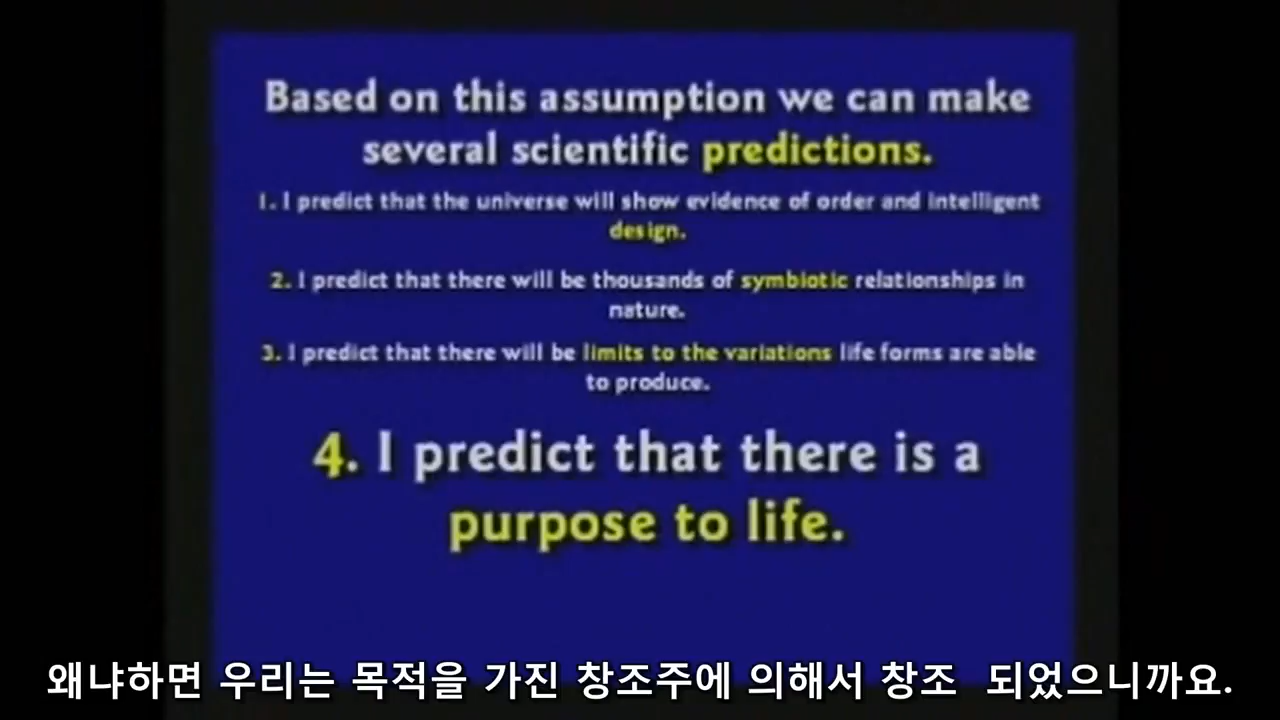 Based on this assumption we can make
several scientific predictions.
1. I predict that the universe will show evidence of order and intelligent
design.
2. I predict that there will be thousands of symbiotic relationships in
nature.
3. I predict that there will be limits to the variations life forms are able
to produce.
4. I predict that there is a
purpose to life.
왜냐하면 우리는 목적을 가진 창조주에 의해서 창조 되었으니까요.